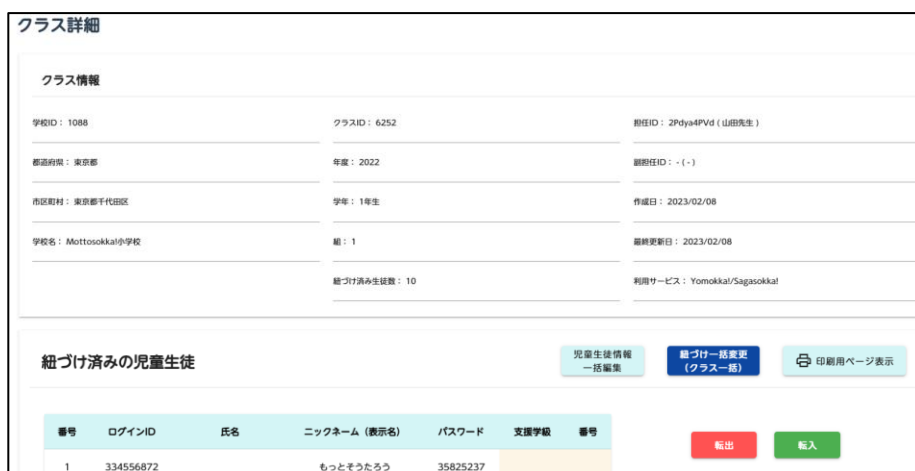 クラス詳細
クラス情報
学校ID： 1088
クラスID： 6252
担任ID： 2Pdya4PVd ( 山田先生 )
都道府県： 東京都
年度： 2022
副担任ID： - ( - )
市区町村： 東京都千代田区
学年： 1年生
作成日： 2023/02/08
学校名： Mottosokka!小学校
組： 1
最終更新日： 2023/02/08
紐づけ済み生徒数： 10
利用サービス： Yomokka!/Sagasokka!
紐づけ済みの児童生徒
児童生徒情報
一括編集
紐づけ一括変更
（クラス一括）
印刷用ページ表示
番号 ログインID 氏名 ニックネーム（表示名） パスワード 支援学級 番号
転出 転入
1 334556872 もっとそうたろう 35825237